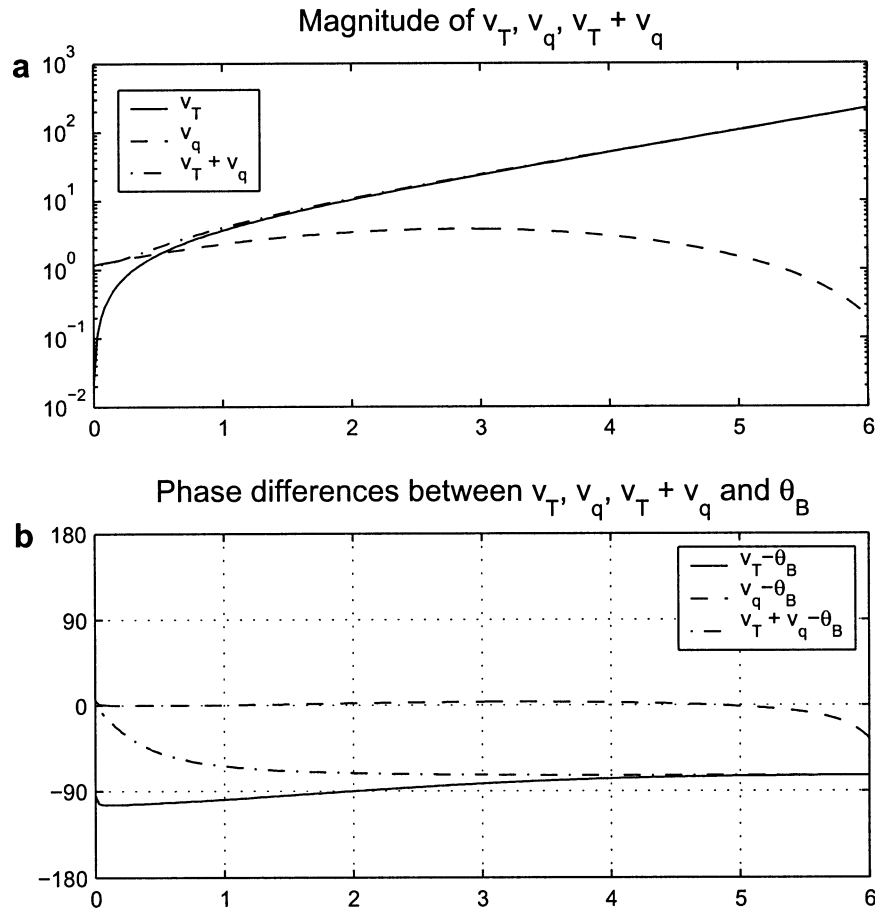 Magnitude of v_T, v_q, v_T + v_q
a
10^3
10^2
10^1
10^0
10^−1
10^−2
v_T
v_q
v_T + v_q
0 1 2 3 4 5 6
Phase differences between v_T, v_q, v_T + v_q and θ_B
b
180
90
0
−90
−180
v_T−θ_B
v_q−θ_B
v_T + v_q−θ_B
0 1 2 3 4 5 6